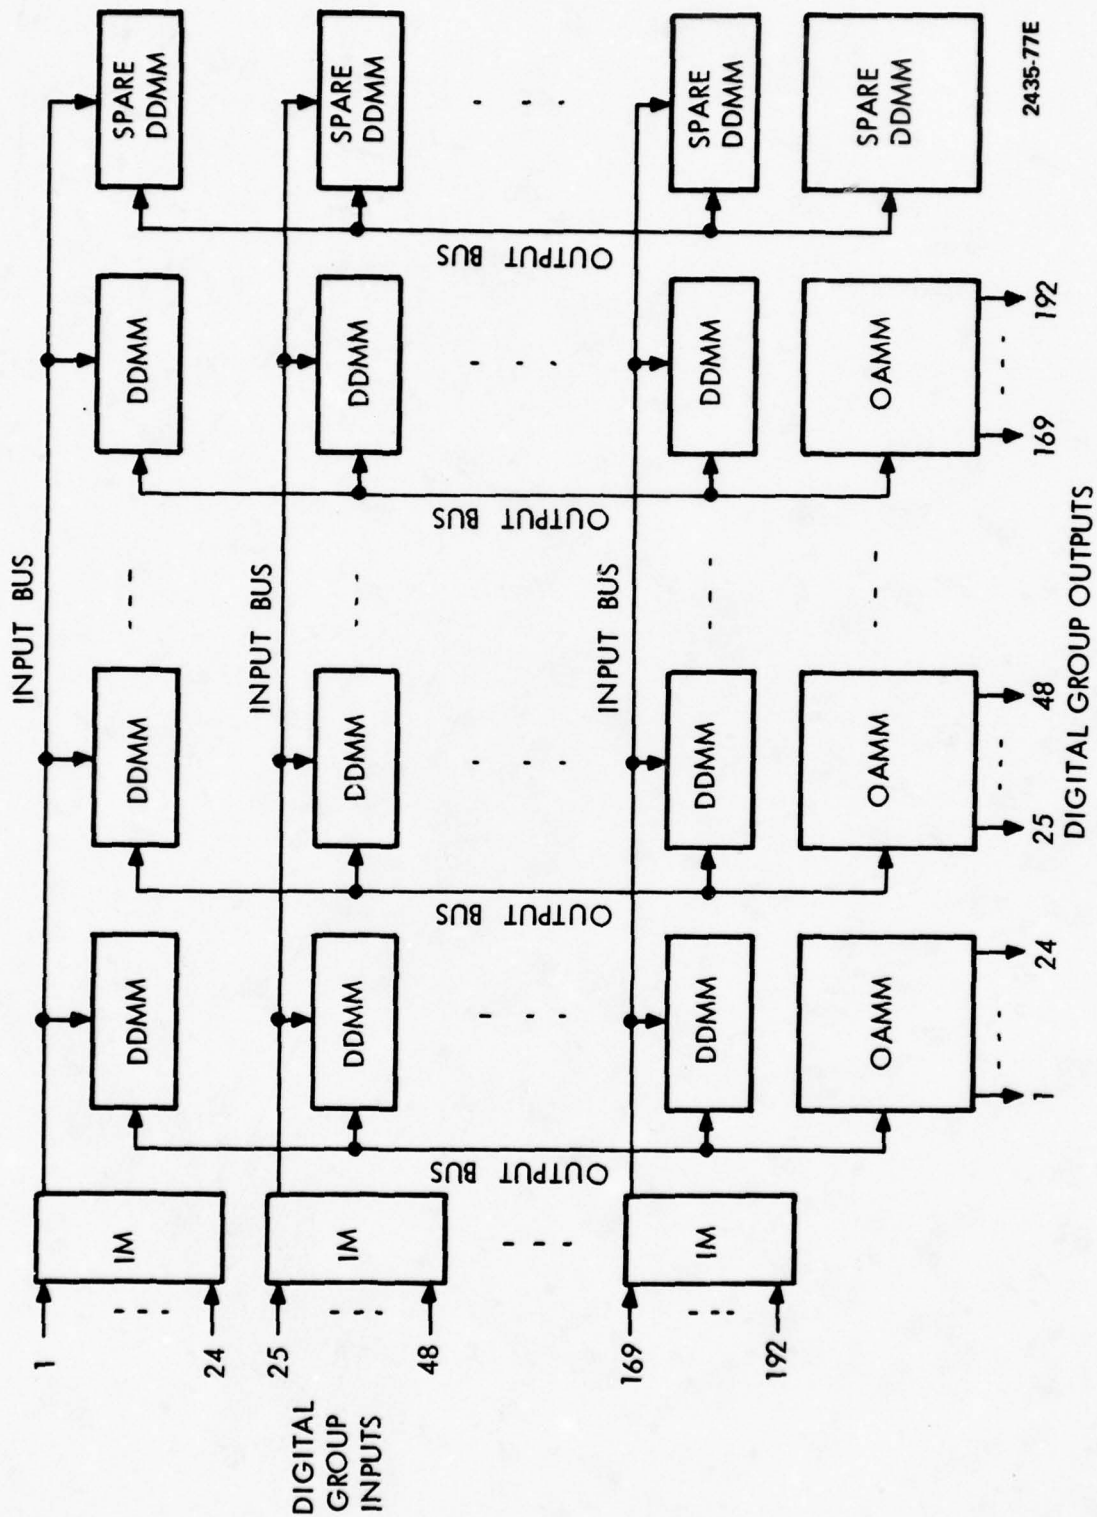 INPUT BUS
1
IM
DDMM
DDMM
DDMM
SPARE
DDMM
24
OUTPUT BUS
OUTPUT BUS
OUTPUT BUS
OUTPUT BUS
INPUT BUS
25
IM
DDMM
DDMM
DDMM
SPARE
DDMM
48
DIGITAL
GROUP
INPUTS
INPUT BUS
169
IM
DDMM
DDMM
DDMM
SPARE
DDMM
192
OAMM
OAMM
OAMM
SPARE
DDMM
1 24
25 48
169 192
DIGITAL GROUP OUTPUTS
2435-77E